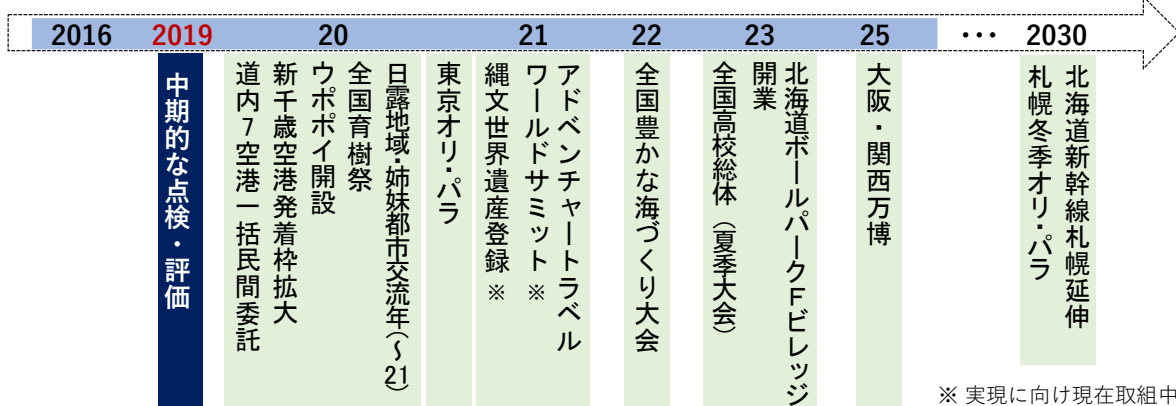 2016 2019 20 21 22 23 25 ・・・ 2030
中期的な点検・評価
道内7空港一括民間委託
新千歳空港発着枠拡大
ウポポイ開設
全国育樹祭
日露地域・姉妹都市交流年(~21)
東京オリ・パラ
縄文世界遺産登録 ※
ワールドサミット ※
アドベンチャートラベル
全国豊かな海づくり大会
全国高校総体(夏季大会)
開業
北海道ボールパークFビレッジ
大阪・関西万博
札幌冬季オリ・パラ
北海道新幹線札幌延伸
※ 実現に向け現在取組中